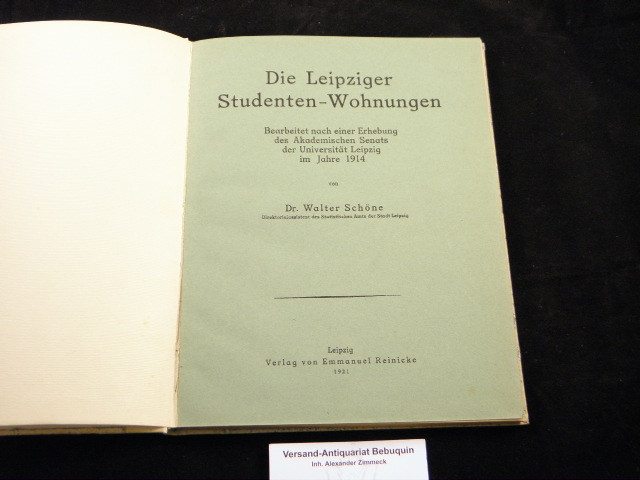 Die Leipziger
Studenten-Wohnungen
Bearbeitet nach einer Erhebung
des Akademischen Senats
der Universität Leipzig
im Jahre 1914
von
Dr. Walter Schöne
Direktorialassistent des Statistischen Amts der Stadt Leipzig
Leipzig
Verlag von Emmanuel Reinicke
1921
Versand-Antiquariat Bebuquin
Inh. Alexander Zimmeck